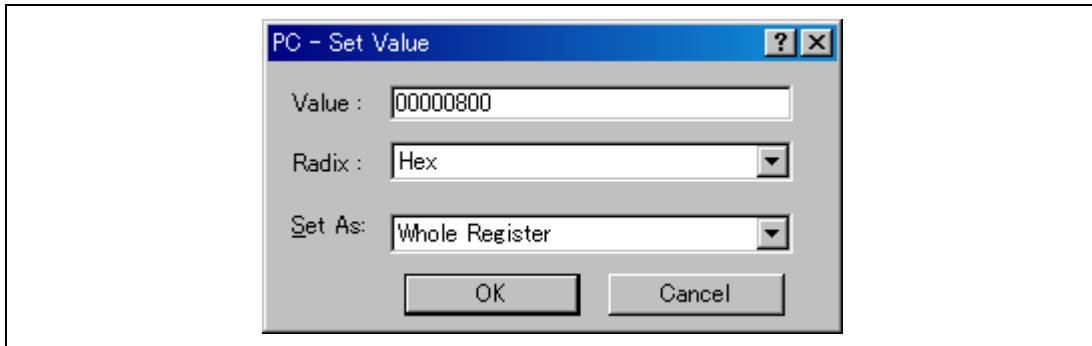 PC - Set Value
Value : 00000800
Radix : Hex
Set As: Whole Register
OK Cancel